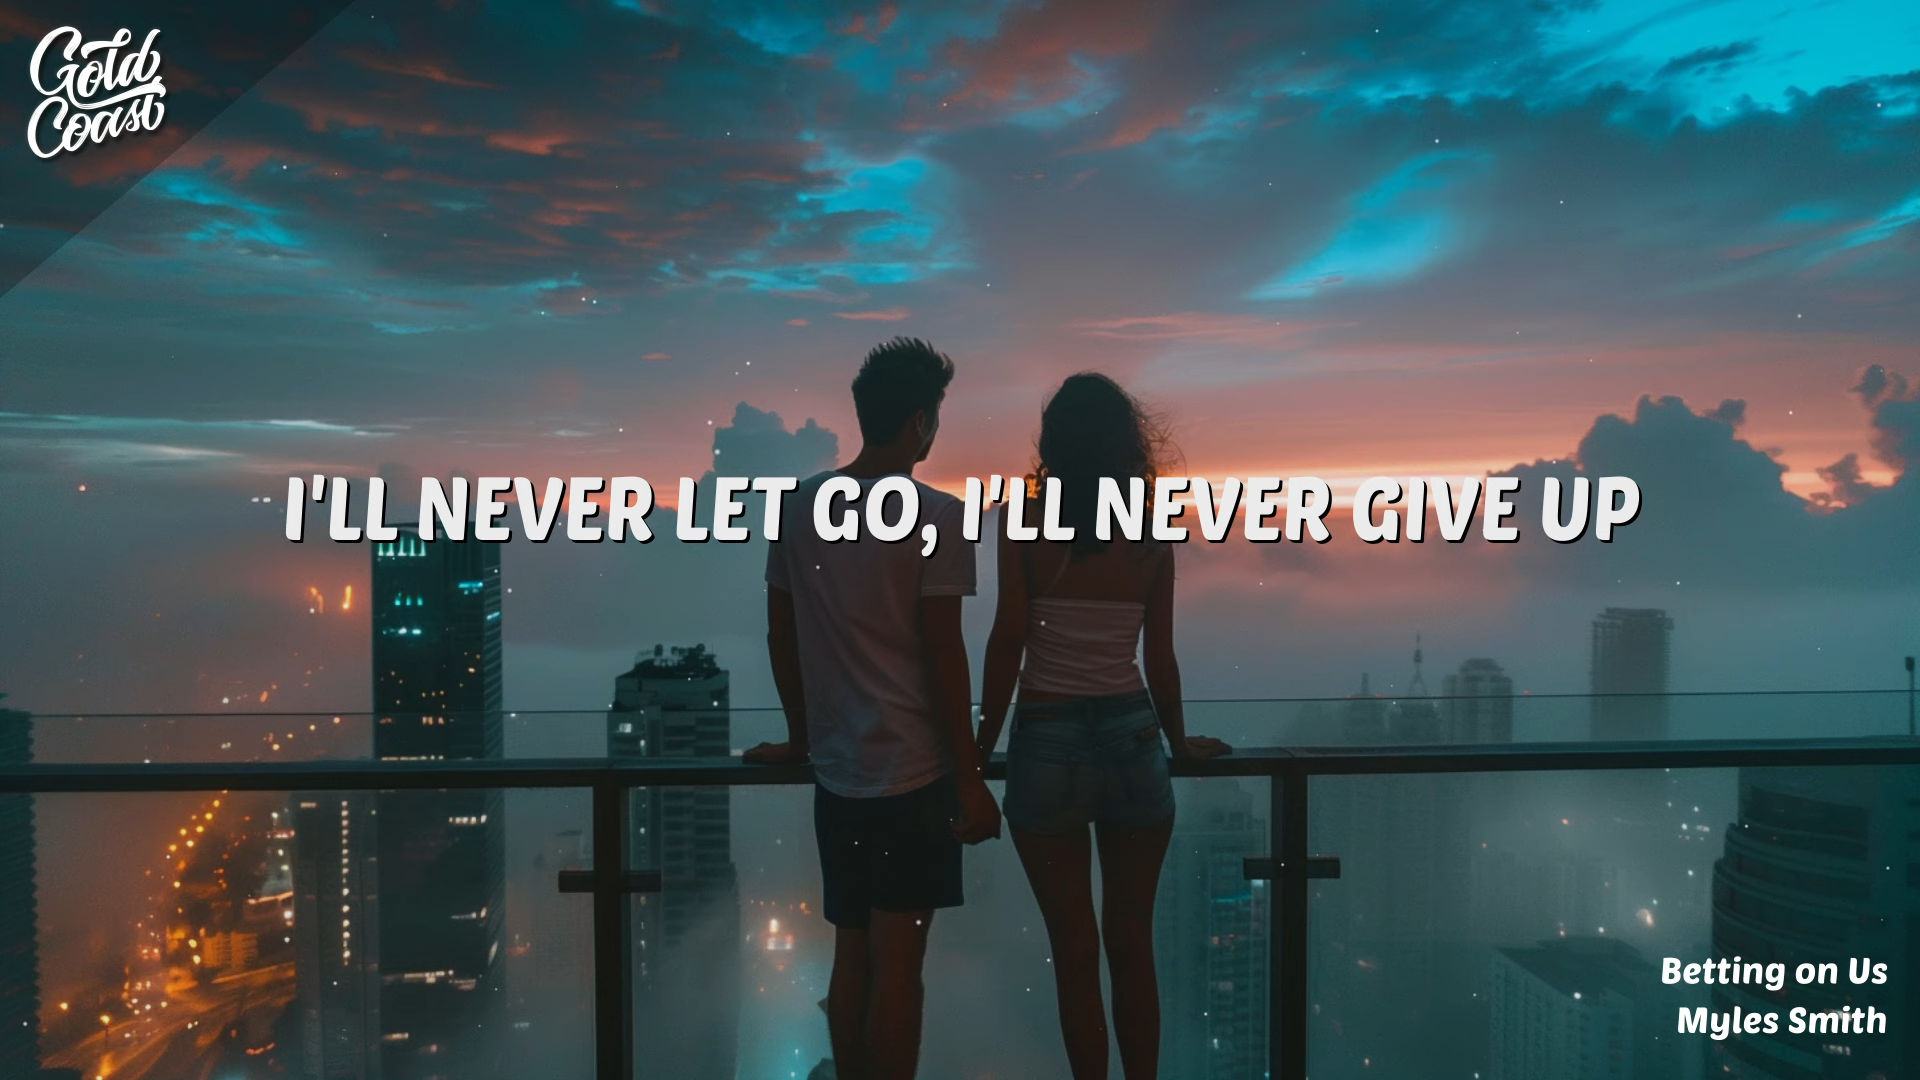 Gold
Coast
I'LL NEVER LET GO, I'LL NEVER GIVE UP
Betting on Us
Myles Smith